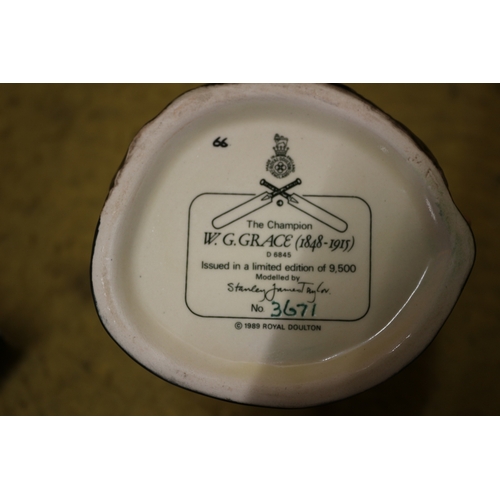 66
The Champion
W. G. GRACE (1848-1915)
D 6845
Issued in a limited edition of 9,500
Modelled by
Stanley James Taylor.
No. 3671
© 1989 ROYAL DOULTON